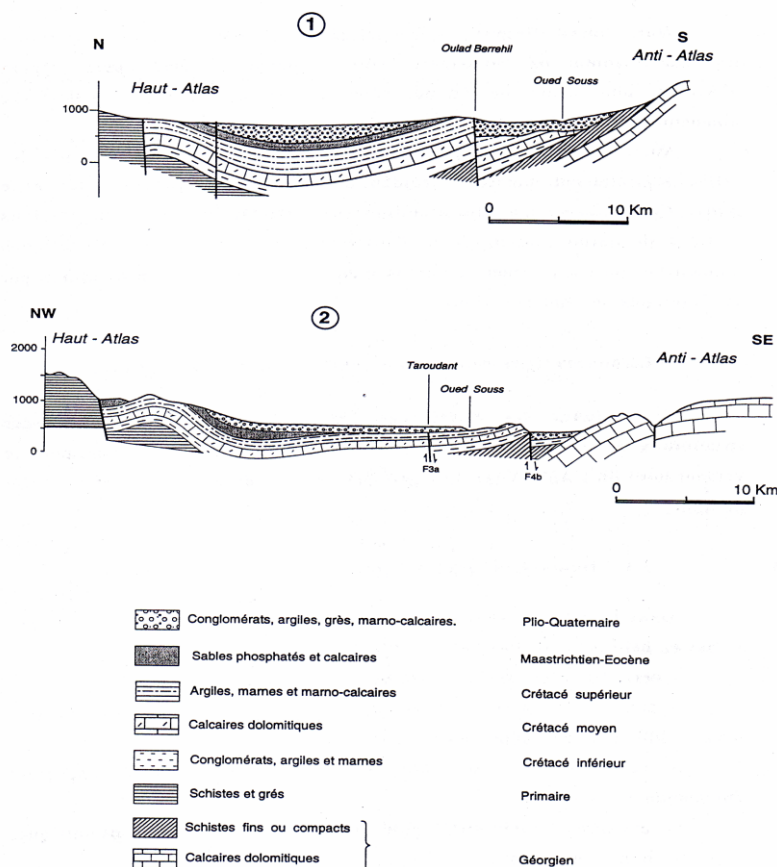 ①
N
S
Haut - Atlas
Oulad Berrehil
Oued Souss
Anti - Atlas
1000
0
0 10 Km
②
NW
SE
Haut - Atlas
Taroudant
Oued Souss
Anti - Atlas
2000
1000
0
F3a
F4b
0 10 Km
Conglomérats, argiles, grès, marno-calcaires. Plio-Quaternaire
Sables phosphatés et calcaires Maastrichtien-Eocène
Argiles, marnes et marno-calcaires Crétacé supérieur
Calcaires dolomitiques Crétacé moyen
Conglomérats, argiles et marnes Crétacé inférieur
Schistes et grés Primaire
Schistes fins ou compacts
Calcaires dolomitiques Géorgien